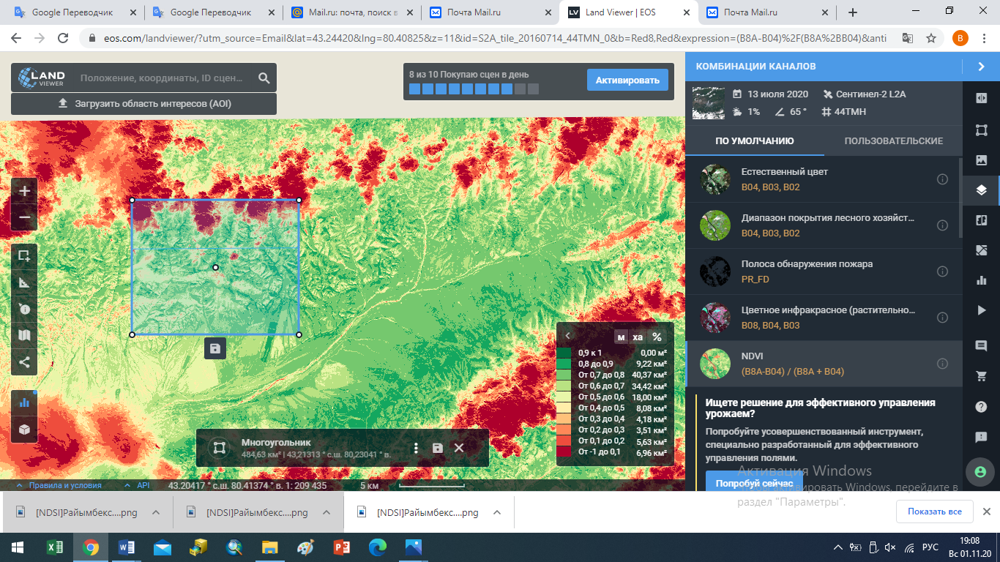 Google Переводчик
Google Переводчик
Mail.ru: почта, поиск в
Почта Mail.ru
Land Viewer | EOS
Почта Mail.ru
eos.com/landviewer/?utm_source=Email&lat=43.24420&lng=80.40825&z=11&id=S2A_tile_20160714_44TMN_0&b=Red8,Red&expression=(B8A-B04)%2F(B8A%2BB04)&anti
B
LAND VIEWER
Положение, координаты, ID сцен...
Загрузить область интересов (AOI)
8 из 10 Покупаю сцен в день
Активировать
КОМБИНАЦИИ КАНАЛОВ
13 июля 2020
Сентинел-2 L2A
1%
65 °
44TMH
ПО УМОЛЧАНИЮ
ПОЛЬЗОВАТЕЛЬСКИЕ
Естественный цвет
B04, B03, B02
Диапазон покрытия лесного хозяйст...
B04, B03, B02
Полоса обнаружения пожара
PR_FD
Цветное инфракрасное (растительно...
B08, B04, B03
NDVI
(B8A-B04) / (B8A + B04)
Ищете решение для эффективного управления
урожаем?
Попробуйте усовершенствованный инструмент,
специально разработанный для эффективного
управления полями.
Попробуй сейчас
м га %
0,9 к 1 0,00 м²
0,8 до 0,9 9,22 км²
От 0,7 до 0,8 40,37 км²
От 0,6 до 0,7 34,42 км²
От 0,5 до 0,6 18,00 км²
От 0,4 до 0,5 8,08 км²
От 0,3 до 0,4 4,18 км²
От 0,2 до 0,3 3,51 км²
От 0,1 до 0,2 5,63 км²
От -1 до 0,1 6,96 км²
Многоугольник
484,63 км² | 43,21313 ° с.ш. 80,23041 ° в.
Правила и условия
API
43.20417 ° с.ш. 80.41374 ° в. 1: 209 435
5 км
Активация Windows
активировать Windows, перейдите в
раздел "Параметры".
[NDSI]Райымбекс....png
[NDSI]Райымбекс....png
[NDSI]Райымбекс....png
Показать все
РУС
19:08
Вс 01.11.20